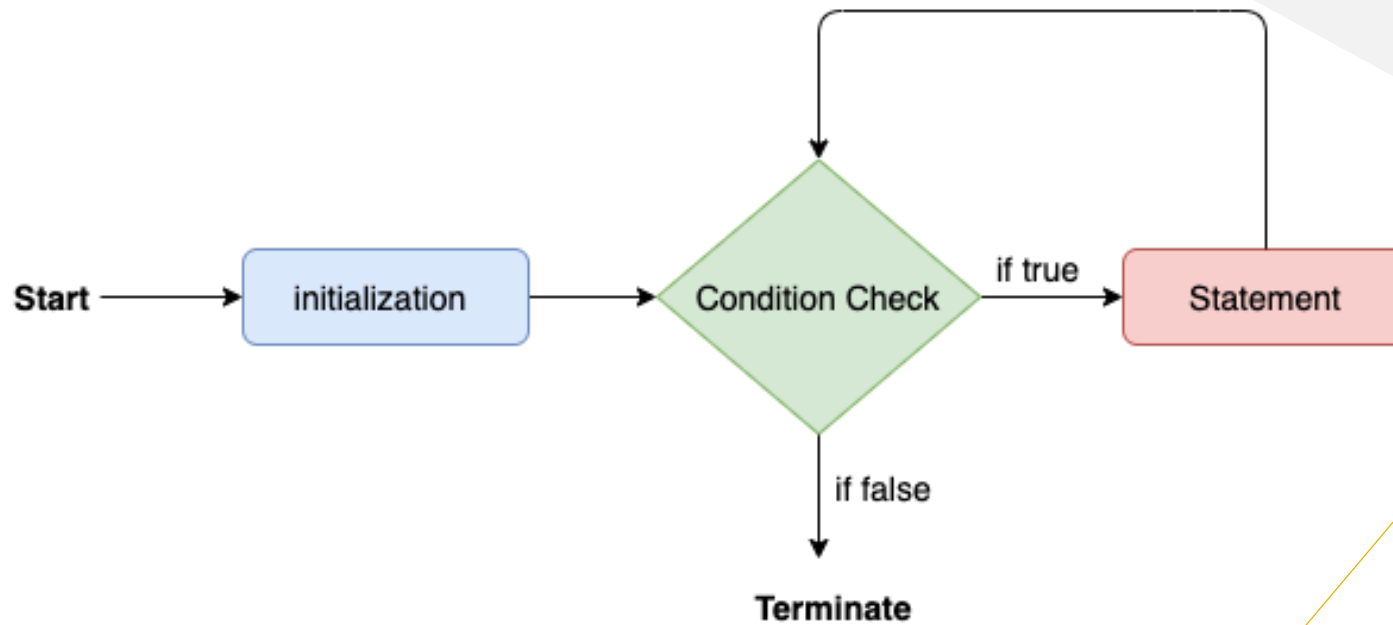 Start
initialization
Condition Check
if true
Statement
if false
Terminate